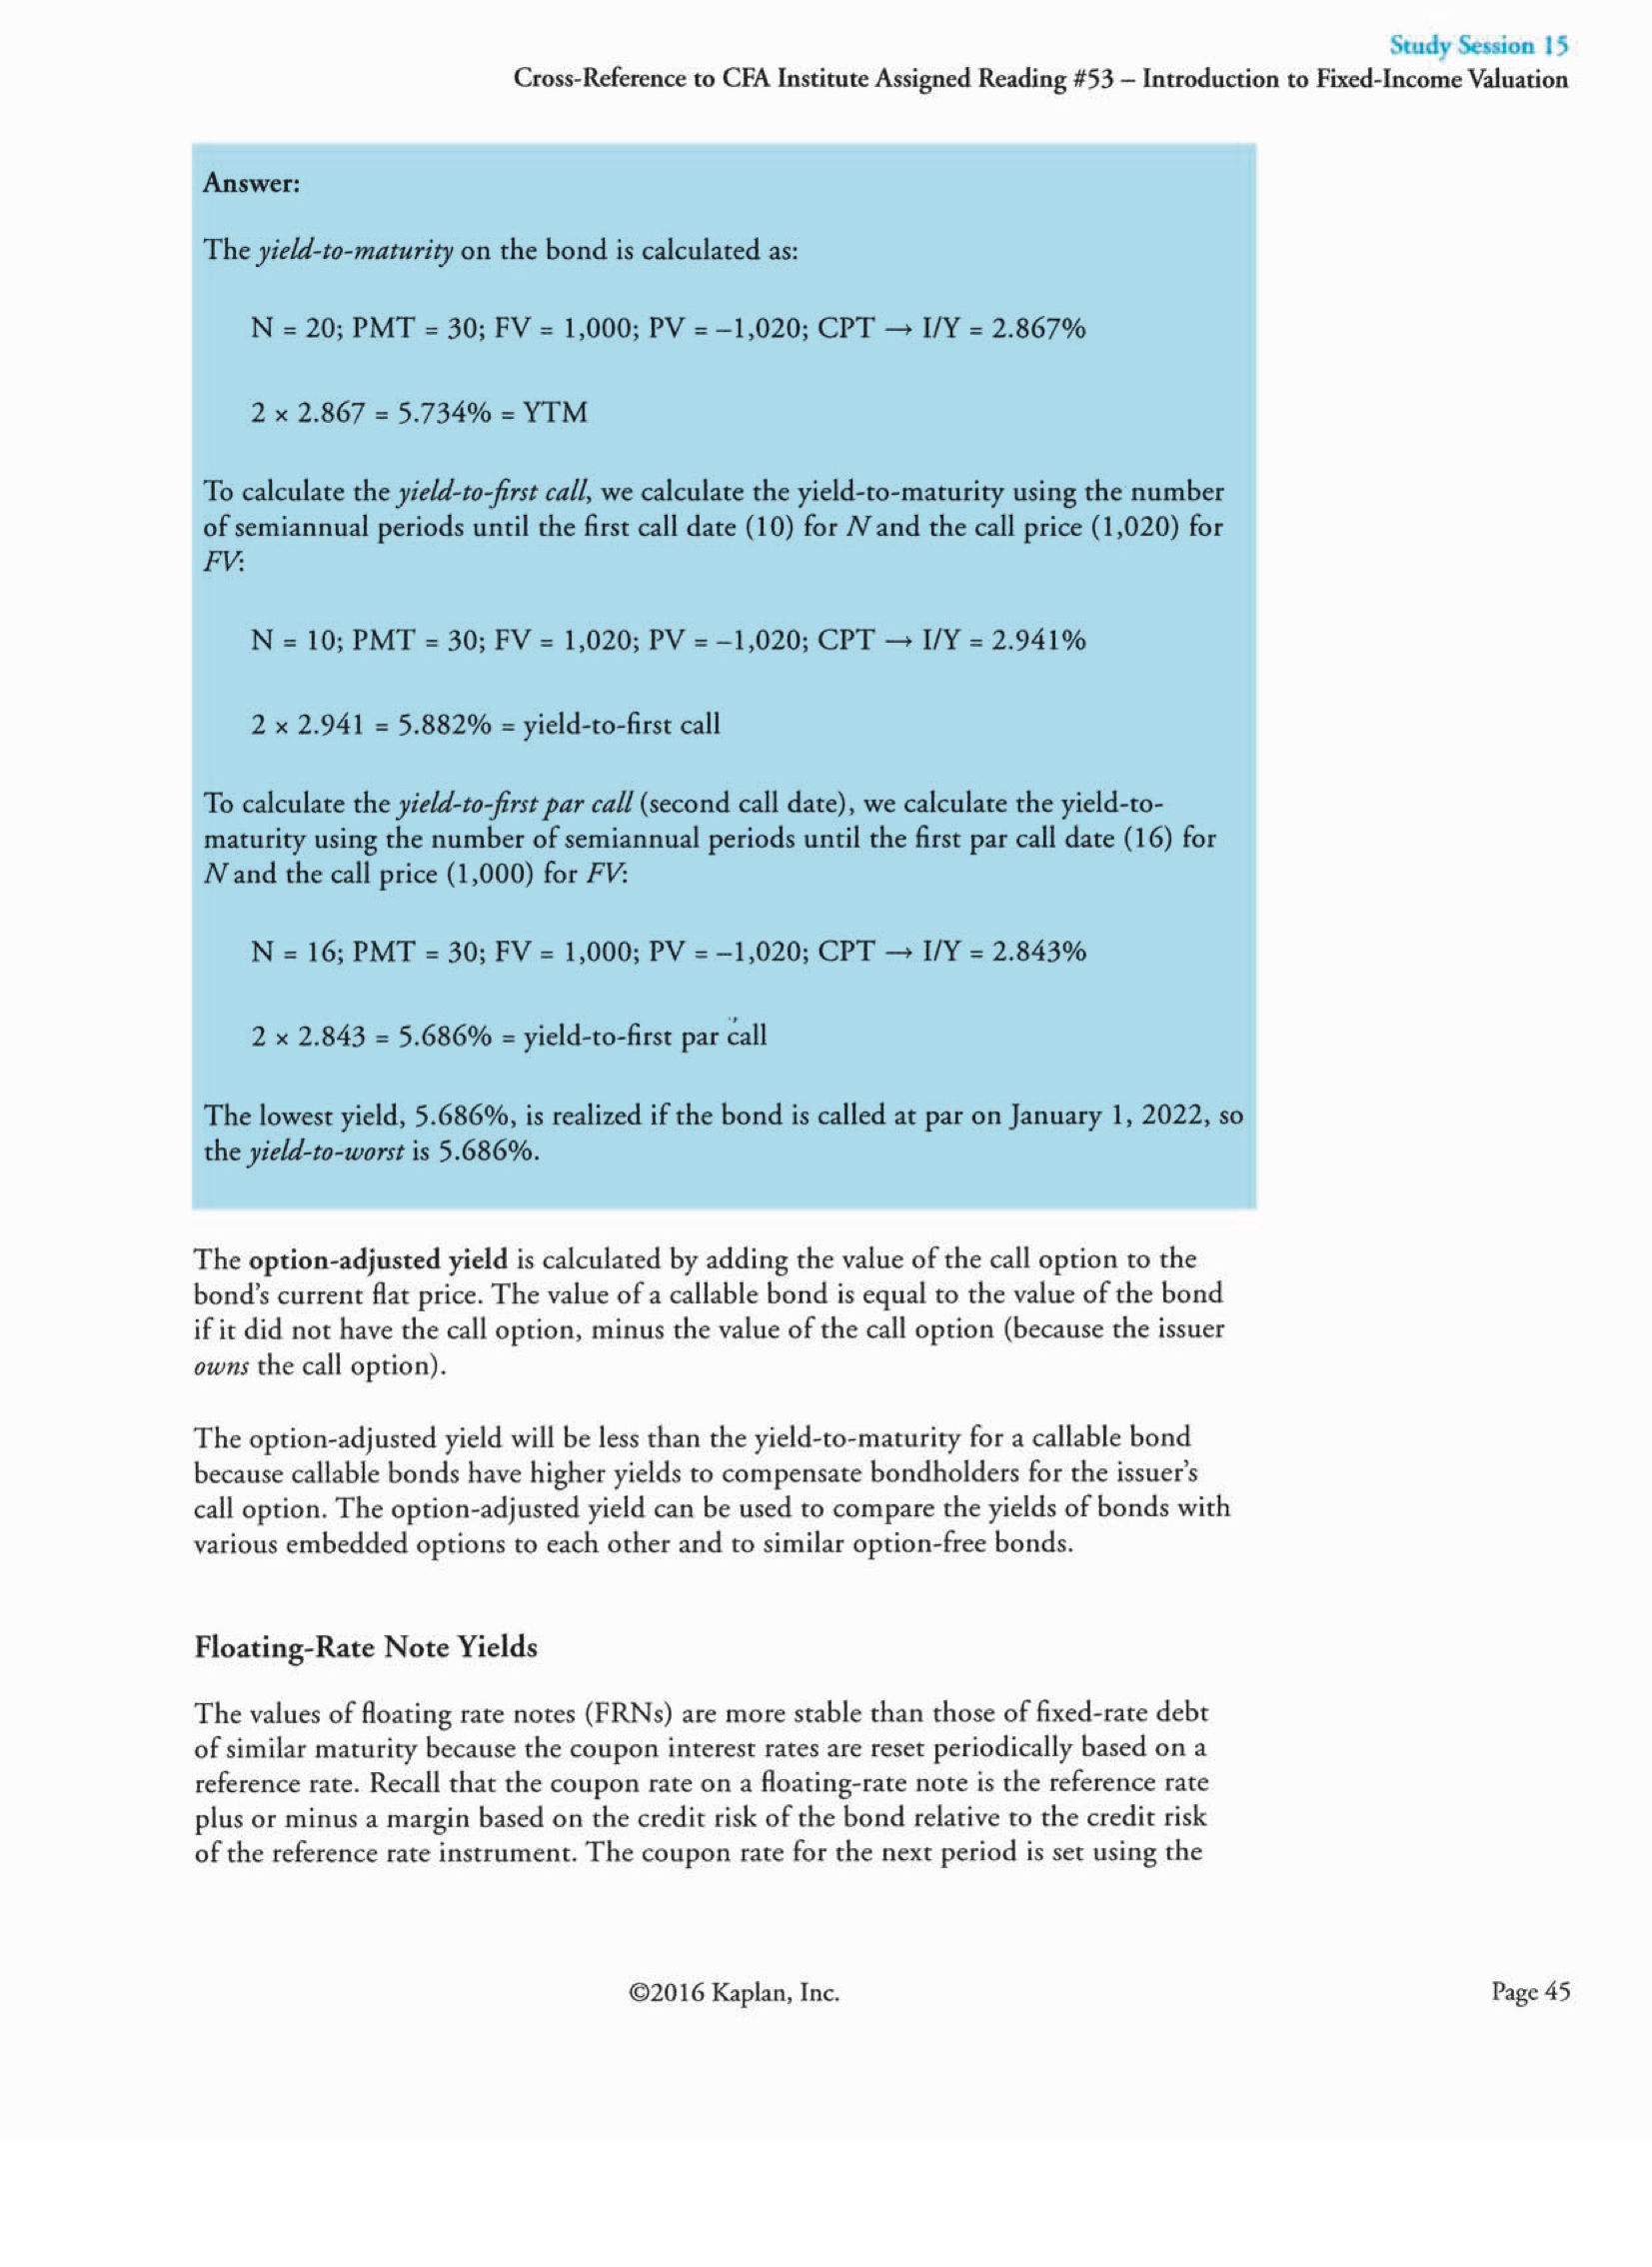 Study Session 15
Cross-Reference to CFA Institute Assigned Reading #53 – Introduction to Fixed-Income Valuation
Answer:
The yield-to-maturity on the bond is calculated as:
N = 20; PMT = 30; FV = 1,000; PV = –1,020; CPT → I/Y = 2.867%
2 × 2.867 = 5.734% = YTM
To calculate the yield-to-first call, we calculate the yield-to-maturity using the number
of semiannual periods until the first call date (10) for N and the call price (1,020) for
FV:
N = 10; PMT = 30; FV = 1,020; PV = –1,020; CPT → I/Y = 2.941%
2 × 2.941 = 5.882% = yield-to-first call
To calculate the yield-to-first par call (second call date), we calculate the yield-to-
maturity using the number of semiannual periods until the first par call date (16) for
N and the call price (1,000) for FV:
N = 16; PMT = 30; FV = 1,000; PV = –1,020; CPT → I/Y = 2.843%
2 × 2.843 = 5.686% = yield-to-first par call
The lowest yield, 5.686%, is realized if the bond is called at par on January 1, 2022, so
the yield-to-worst is 5.686%.
The option-adjusted yield is calculated by adding the value of the call option to the
bond's current flat price. The value of a callable bond is equal to the value of the bond
if it did not have the call option, minus the value of the call option (because the issuer
owns the call option).
The option-adjusted yield will be less than the yield-to-maturity for a callable bond
because callable bonds have higher yields to compensate bondholders for the issuer's
call option. The option-adjusted yield can be used to compare the yields of bonds with
various embedded options to each other and to similar option-free bonds.
Floating-Rate Note Yields
The values of floating rate notes (FRNs) are more stable than those of fixed-rate debt
of similar maturity because the coupon interest rates are reset periodically based on a
reference rate. Recall that the coupon rate on a floating-rate note is the reference rate
plus or minus a margin based on the credit risk of the bond relative to the credit risk
of the reference rate instrument. The coupon rate for the next period is set using the
©2016 Kaplan, Inc.
Page 45